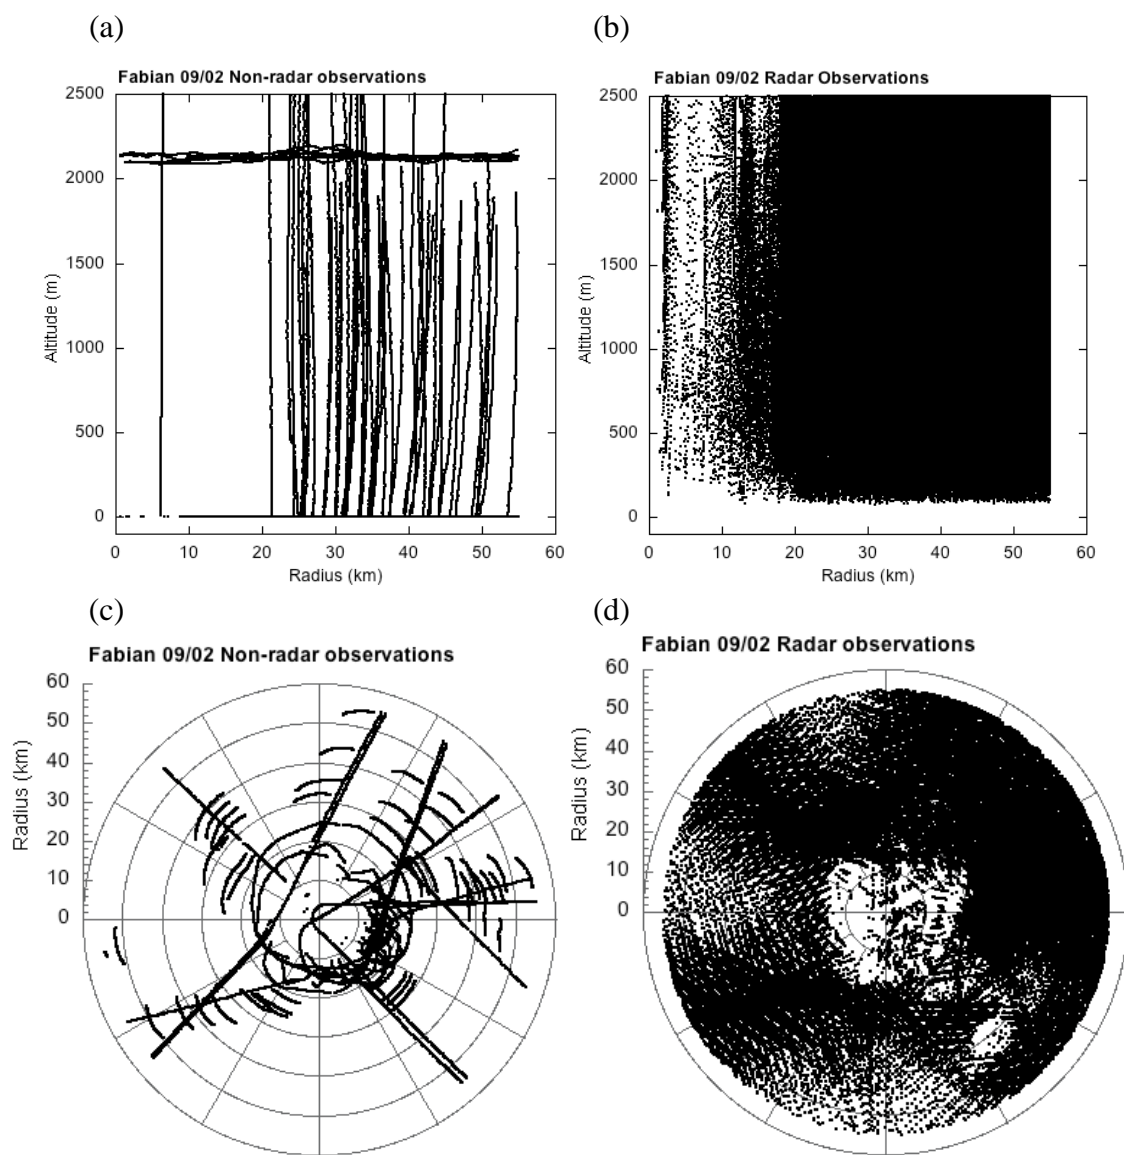 (a)
Fabian 09/02 Non-radar observations
2500
2000
1500
1000
500
0
Altitude (m)
0 10 20 30 40 50 60
Radius (km)
(b)
Fabian 09/02 Radar Observations
2500
2000
1500
1000
500
0
Altitude (m)
0 10 20 30 40 50 60
Radius (km)
(c)
Fabian 09/02 Non-radar observations
60
50
40
30
20
10
0
Radius (km)
(d)
Fabian 09/02 Radar observations
60
50
40
30
20
10
0
Radius (km)